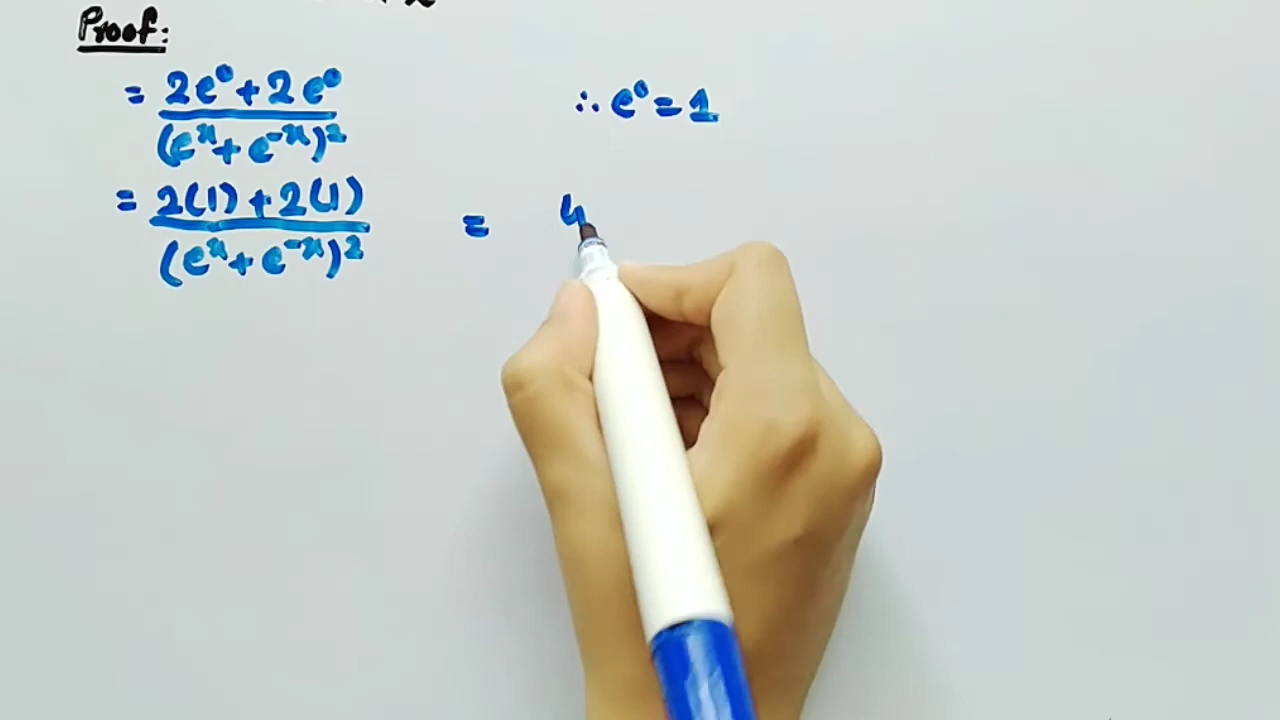 Proof:
= 2e⁰ + 2e⁰ / (eˣ + e⁻ˣ)²
∴ e⁰ = 1
= 2(1) + 2(1) / (eˣ + e⁻ˣ)² = 4